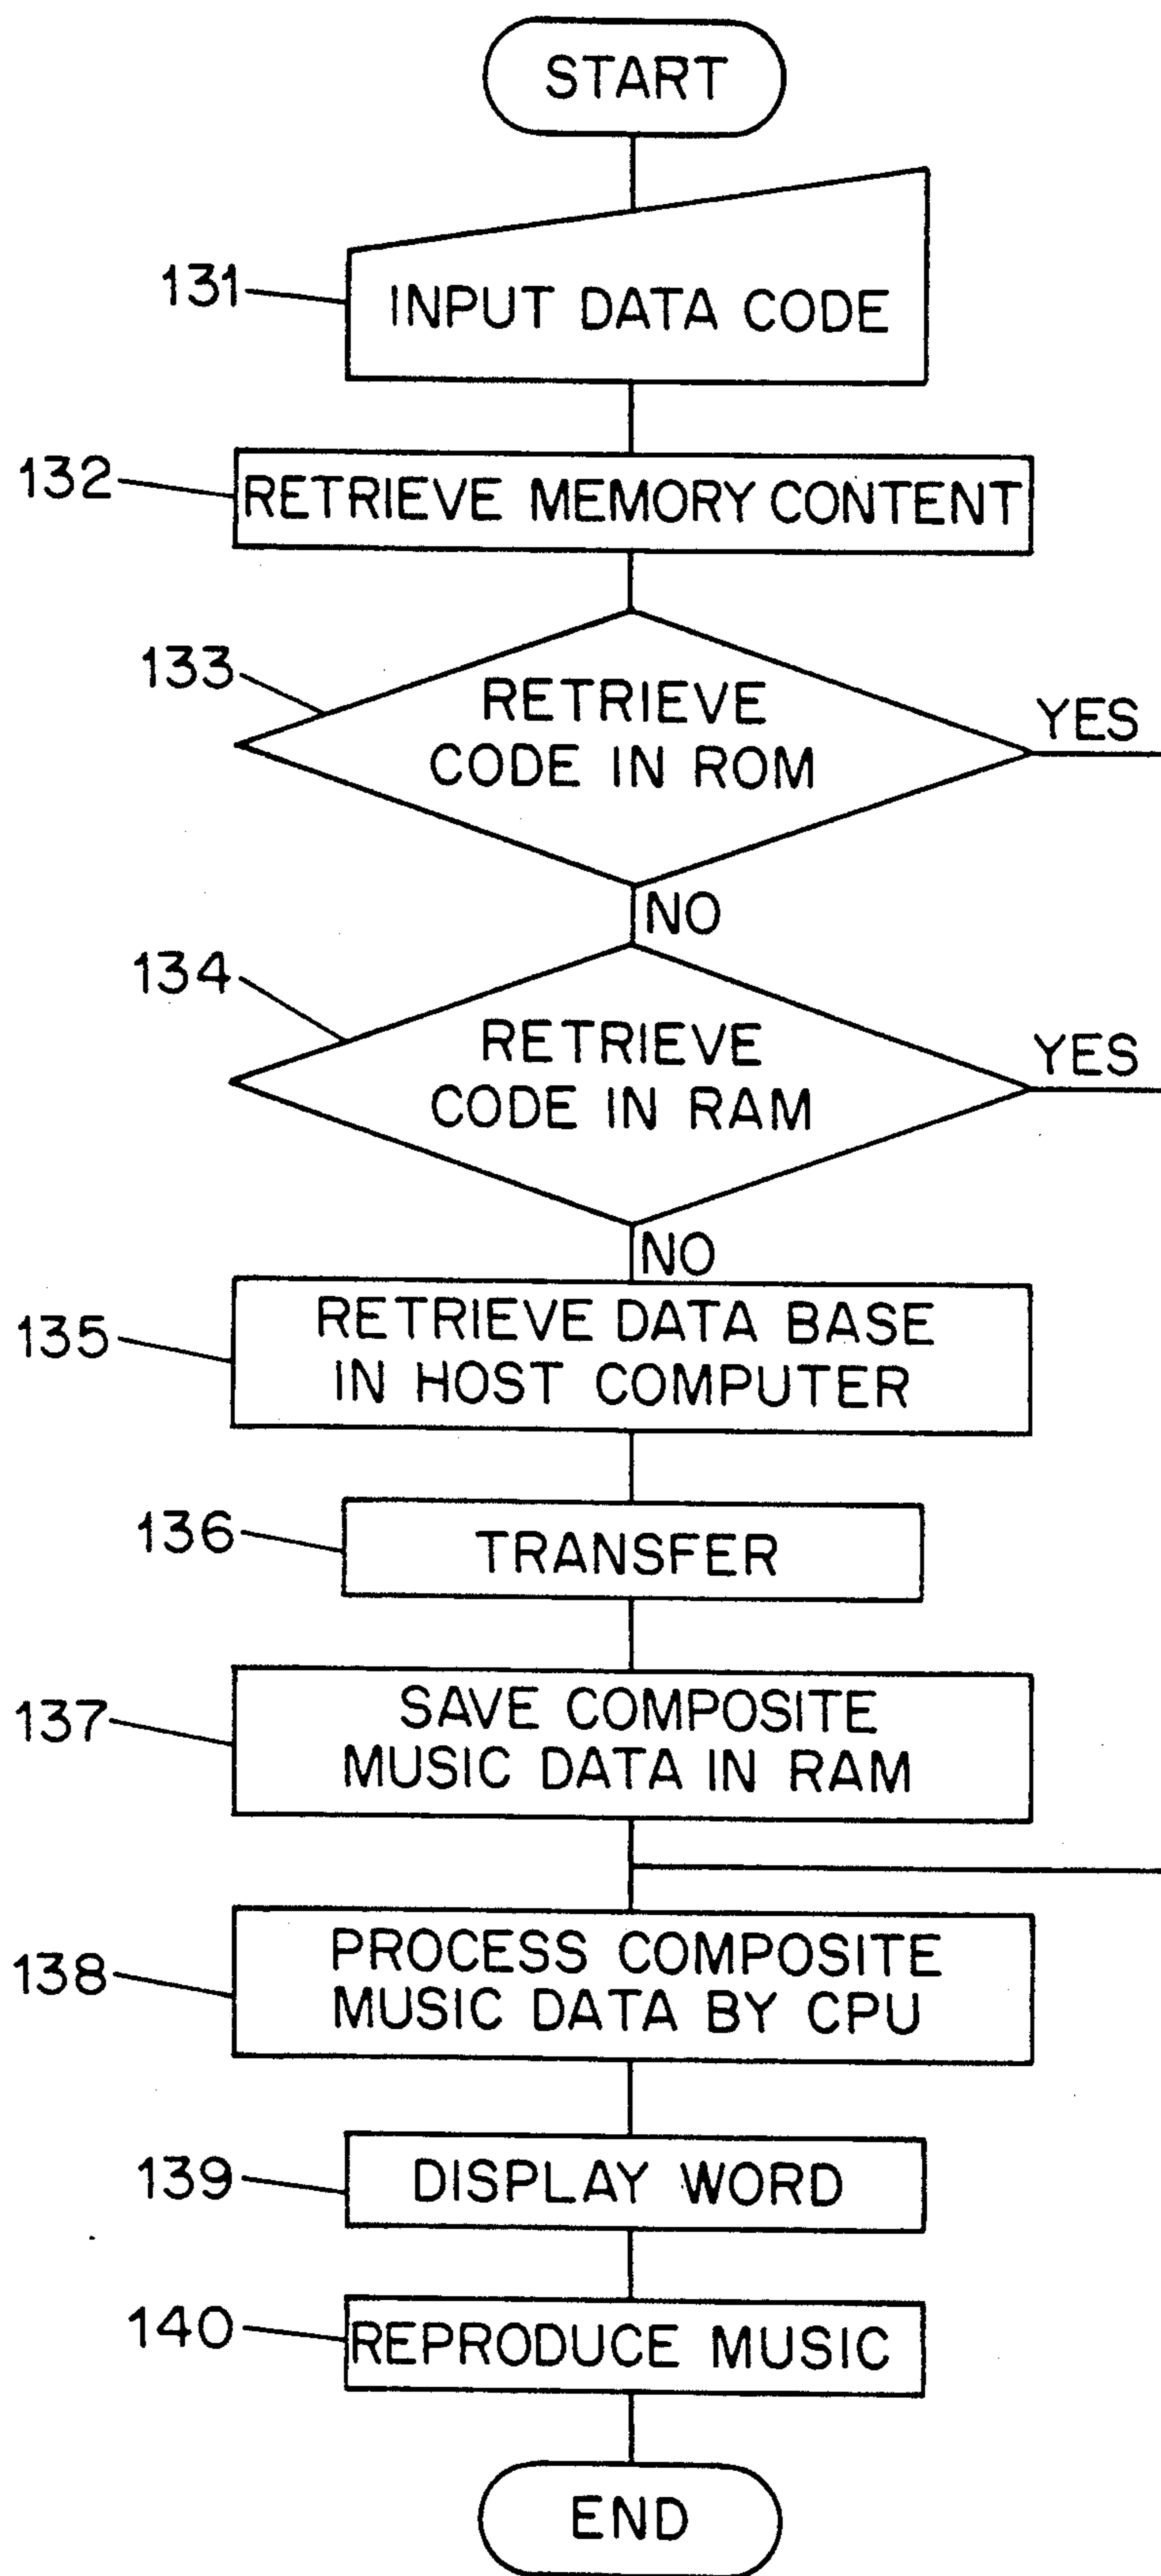 START
131
INPUT DATA CODE
132
RETRIEVE MEMORY CONTENT
133
RETRIEVE
CODE IN ROM
YES
NO
134
RETRIEVE
CODE IN RAM
YES
NO
135
RETRIEVE DATA BASE
IN HOST COMPUTER
136
TRANSFER
137
SAVE COMPOSITE
MUSIC DATA IN RAM
138
PROCESS COMPOSITE
MUSIC DATA BY CPU
139
DISPLAY WORD
140
REPRODUCE MUSIC
END